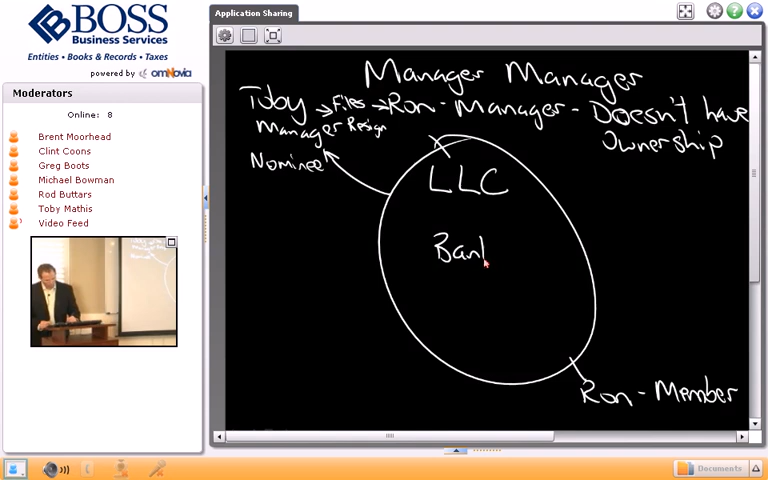 BOSS
Business Services
Entities • Books & Records • Taxes
powered by omNovia
Moderators
Online: 8
Brent Moorhead
Clint Coons
Greg Boots
Michael Bowman
Rod Buttars
Toby Mathis
Video Feed
Application Sharing
Manager Manager
Toby → Files → Ron - Manager - Doesn't have
Ownership
Manager Resign
Nominee
LLC
Ban
Ron - Member
Documents